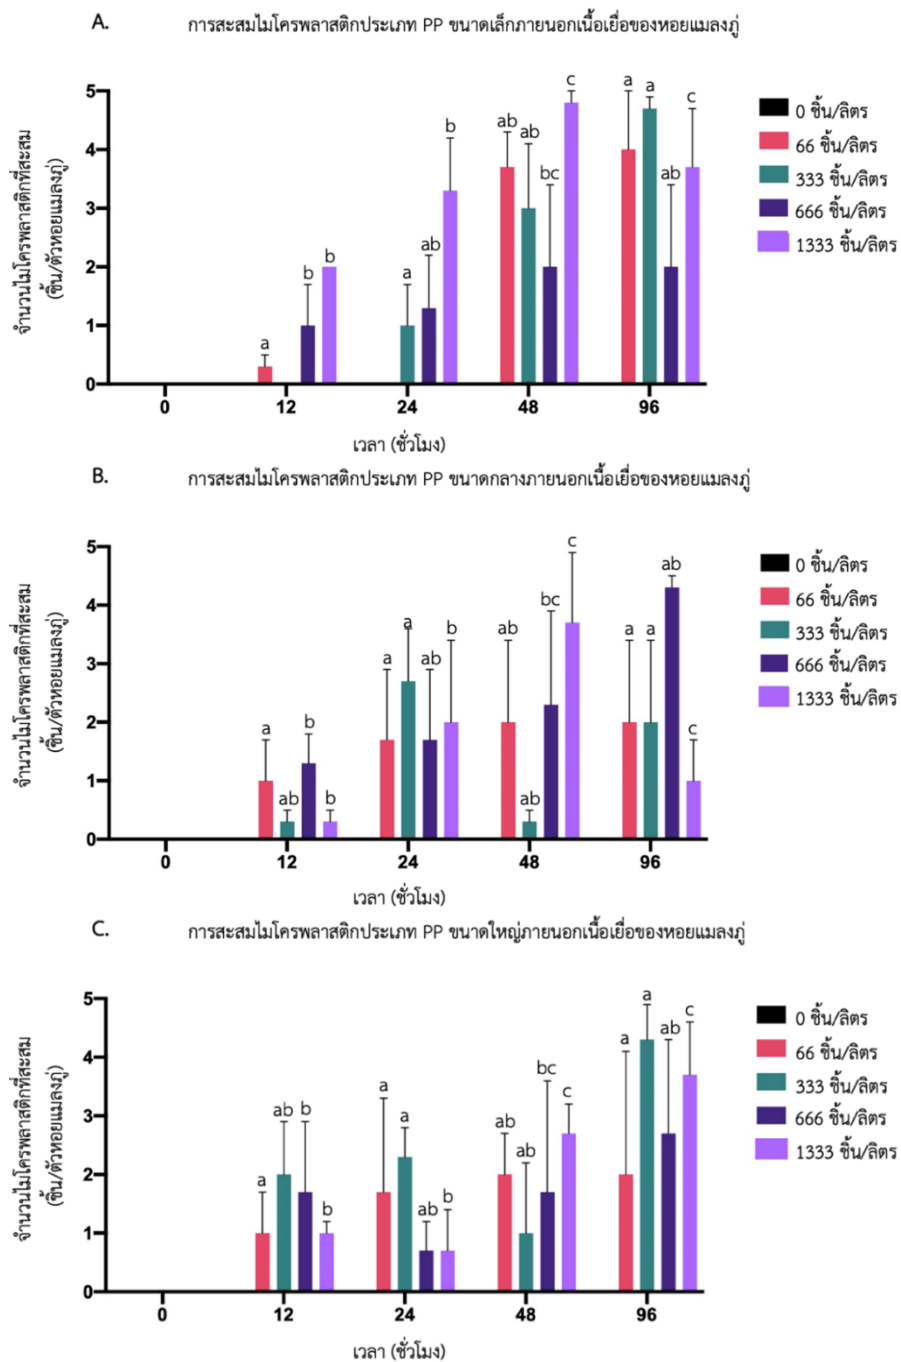 A.
การสะสมไมโครพลาสติกประเภท PP ขนาดเล็กภายนอกเนื้อเยื่อของหอยแมลงภู่
จำนวนไมโครพลาสติกที่สะสม
(ชิ้น/ตัวหอยแมลงภู่)
5
4
3
2
1
0
a b b
a ab b
ab ab bc c
a a ab c
0 12 24 48 96
เวลา (ชั่วโมง)
0 ชิ้น/ลิตร
66 ชิ้น/ลิตร
333 ชิ้น/ลิตร
666 ชิ้น/ลิตร
1333 ชิ้น/ลิตร
B.
การสะสมไมโครพลาสติกประเภท PP ขนาดกลางภายนอกเนื้อเยื่อของหอยแมลงภู่
จำนวนไมโครพลาสติกที่สะสม
(ชิ้น/ตัวหอยแมลงภู่)
5
4
3
2
1
0
a ab b b
a a ab b
ab ab bc c
a a ab c
0 12 24 48 96
เวลา (ชั่วโมง)
0 ชิ้น/ลิตร
66 ชิ้น/ลิตร
333 ชิ้น/ลิตร
666 ชิ้น/ลิตร
1333 ชิ้น/ลิตร
C.
การสะสมไมโครพลาสติกประเภท PP ขนาดใหญ่ภายนอกเนื้อเยื่อของหอยแมลงภู่
จำนวนไมโครพลาสติกที่สะสม
(ชิ้น/ตัวหอยแมลงภู่)
5
4
3
2
1
0
a ab b b
a a ab b
ab ab bc c
a a ab c
0 12 24 48 96
เวลา (ชั่วโมง)
0 ชิ้น/ลิตร
66 ชิ้น/ลิตร
333 ชิ้น/ลิตร
666 ชิ้น/ลิตร
1333 ชิ้น/ลิตร